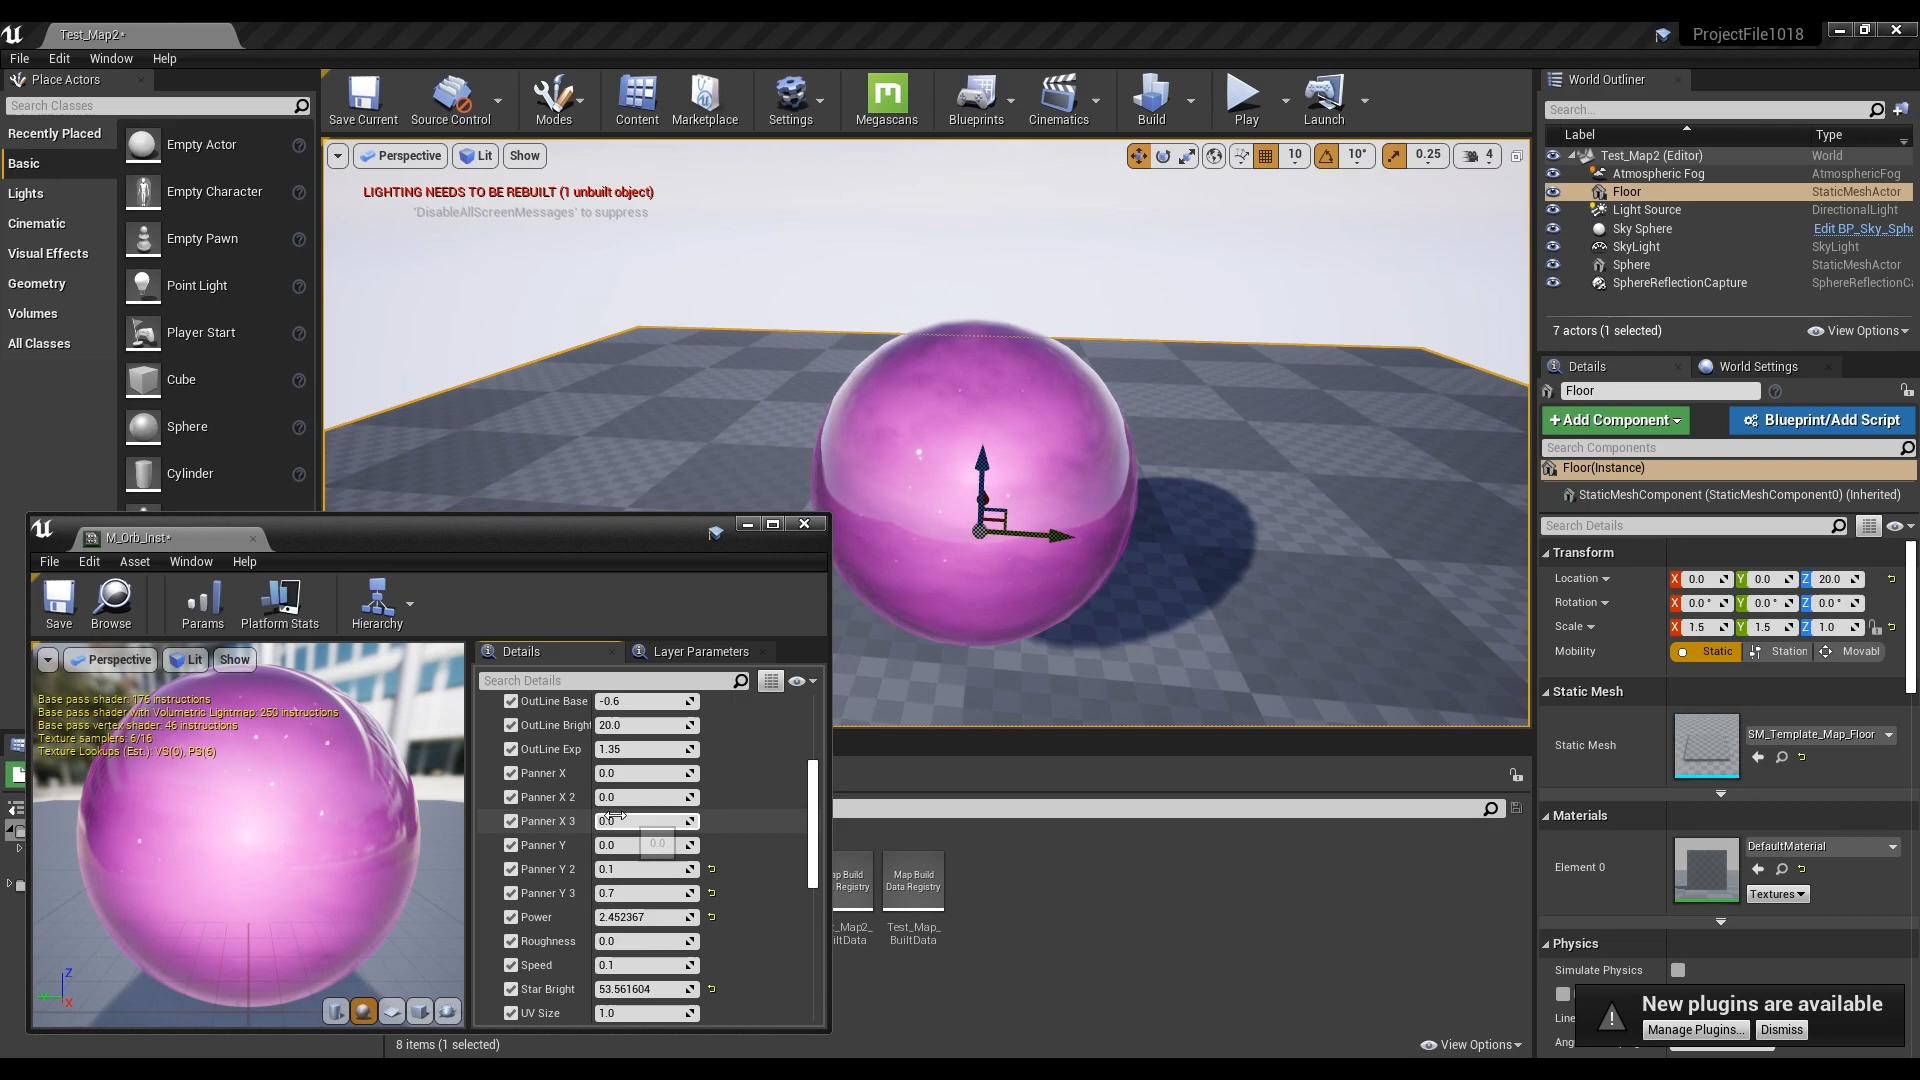 Test_Map2*
ProjectFile1018
File Edit Window Help
Place Actors
World Outliner
Search Classes
Save Current Source Control Modes Content Marketplace Settings Megascans Blueprints Cinematics Build Play Launch
Search...
Label Type
Recently Placed
Basic
Lights
Cinematic
Visual Effects
Geometry
Volumes
All Classes
Empty Actor
Empty Character
Empty Pawn
Point Light
Player Start
Cube
Sphere
Cylinder
Perspective Lit Show
10 10° 0.25 4
LIGHTING NEEDS TO BE REBUILT (1 unbuilt object)
'DisableAllScreenMessages' to suppress
Test_Map2 (Editor) World
Atmospheric Fog AtmosphericFog
Floor StaticMeshActor
Light Source DirectionalLight
Sky Sphere Edit BP_Sky_Sphe
SkyLight SkyLight
Sphere StaticMeshActor
SphereReflectionCapture SphereReflectionCa
7 actors (1 selected) View Options
Details World Settings
Floor
+Add Component Blueprint/Add Script
Search Components
Floor(Instance)
StaticMeshComponent (StaticMeshComponent0) (Inherited)
Search Details
Transform
Location X 0.0 Y 0.0 Z 20.0
Rotation X 0.0° Y 0.0° Z 0.0°
Scale X 1.5 Y 1.5 Z 1.0
Mobility Static Station Movabl
Static Mesh
Static Mesh SM_Template_Map_Floor
Materials
Element 0 DefaultMaterial
Textures
Physics
Simulate Physics
Line
Ang
New plugins are available
Manage Plugins... Dismiss
M_Orb_Inst*
File Edit Asset Window Help
Save Browse Params Platform Stats Hierarchy
Perspective Lit Show
Base pass shader: 176 instructions
Base pass shader with Volumetric Lightmap: 250 instructions
Base pass vertex shader: 46 instructions
Texture samplers: 6/16
Texture Lookups (Est.): VS(0), PS(6)
Z
X
Details Layer Parameters
Search Details
OutLine Base -0.6
OutLine Bright 20.0
OutLine Exp 1.35
Panner X 0.0
Panner X 2 0.0
Panner X 3 0.0
Panner Y 0.0
0.0
Panner Y 2 0.1
Panner Y 3 0.7
Power 2.452367
Roughness 0.0
Speed 0.1
Star Bright 53.561604
UV Size 1.0
ap Build
Registry
Map Build
Data Registry
t_Map2_
iltData
Test_Map_
BuiltData
8 items (1 selected)
View Options